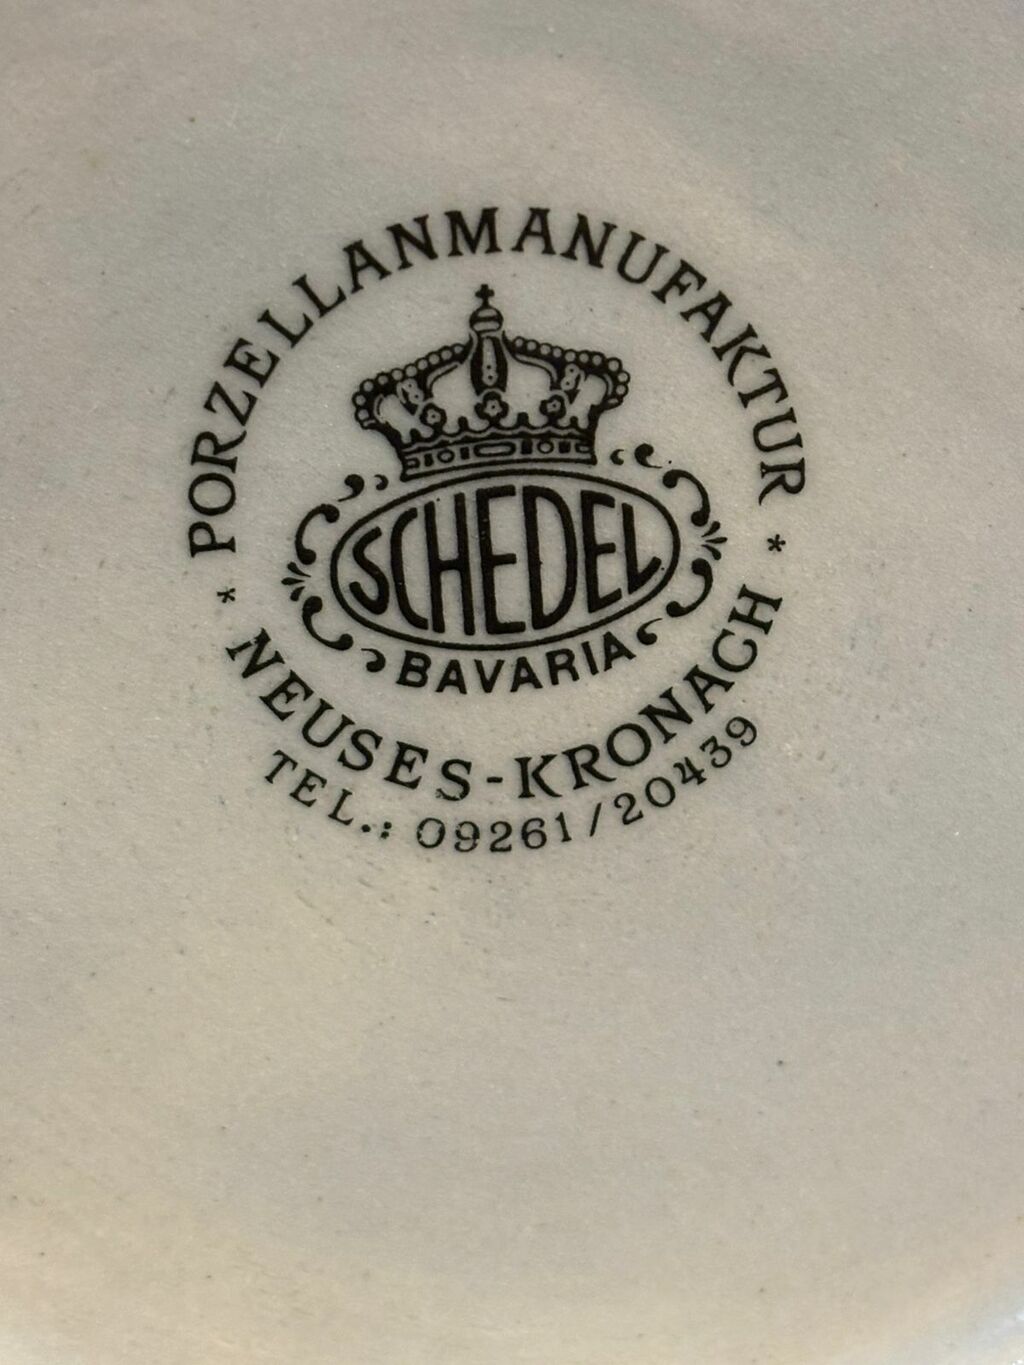 PORZELLANMANUFAKTUR
SCHEDEL
BAVARIA
* NEUSES-KRONACH *
TEL.: 09261/20439